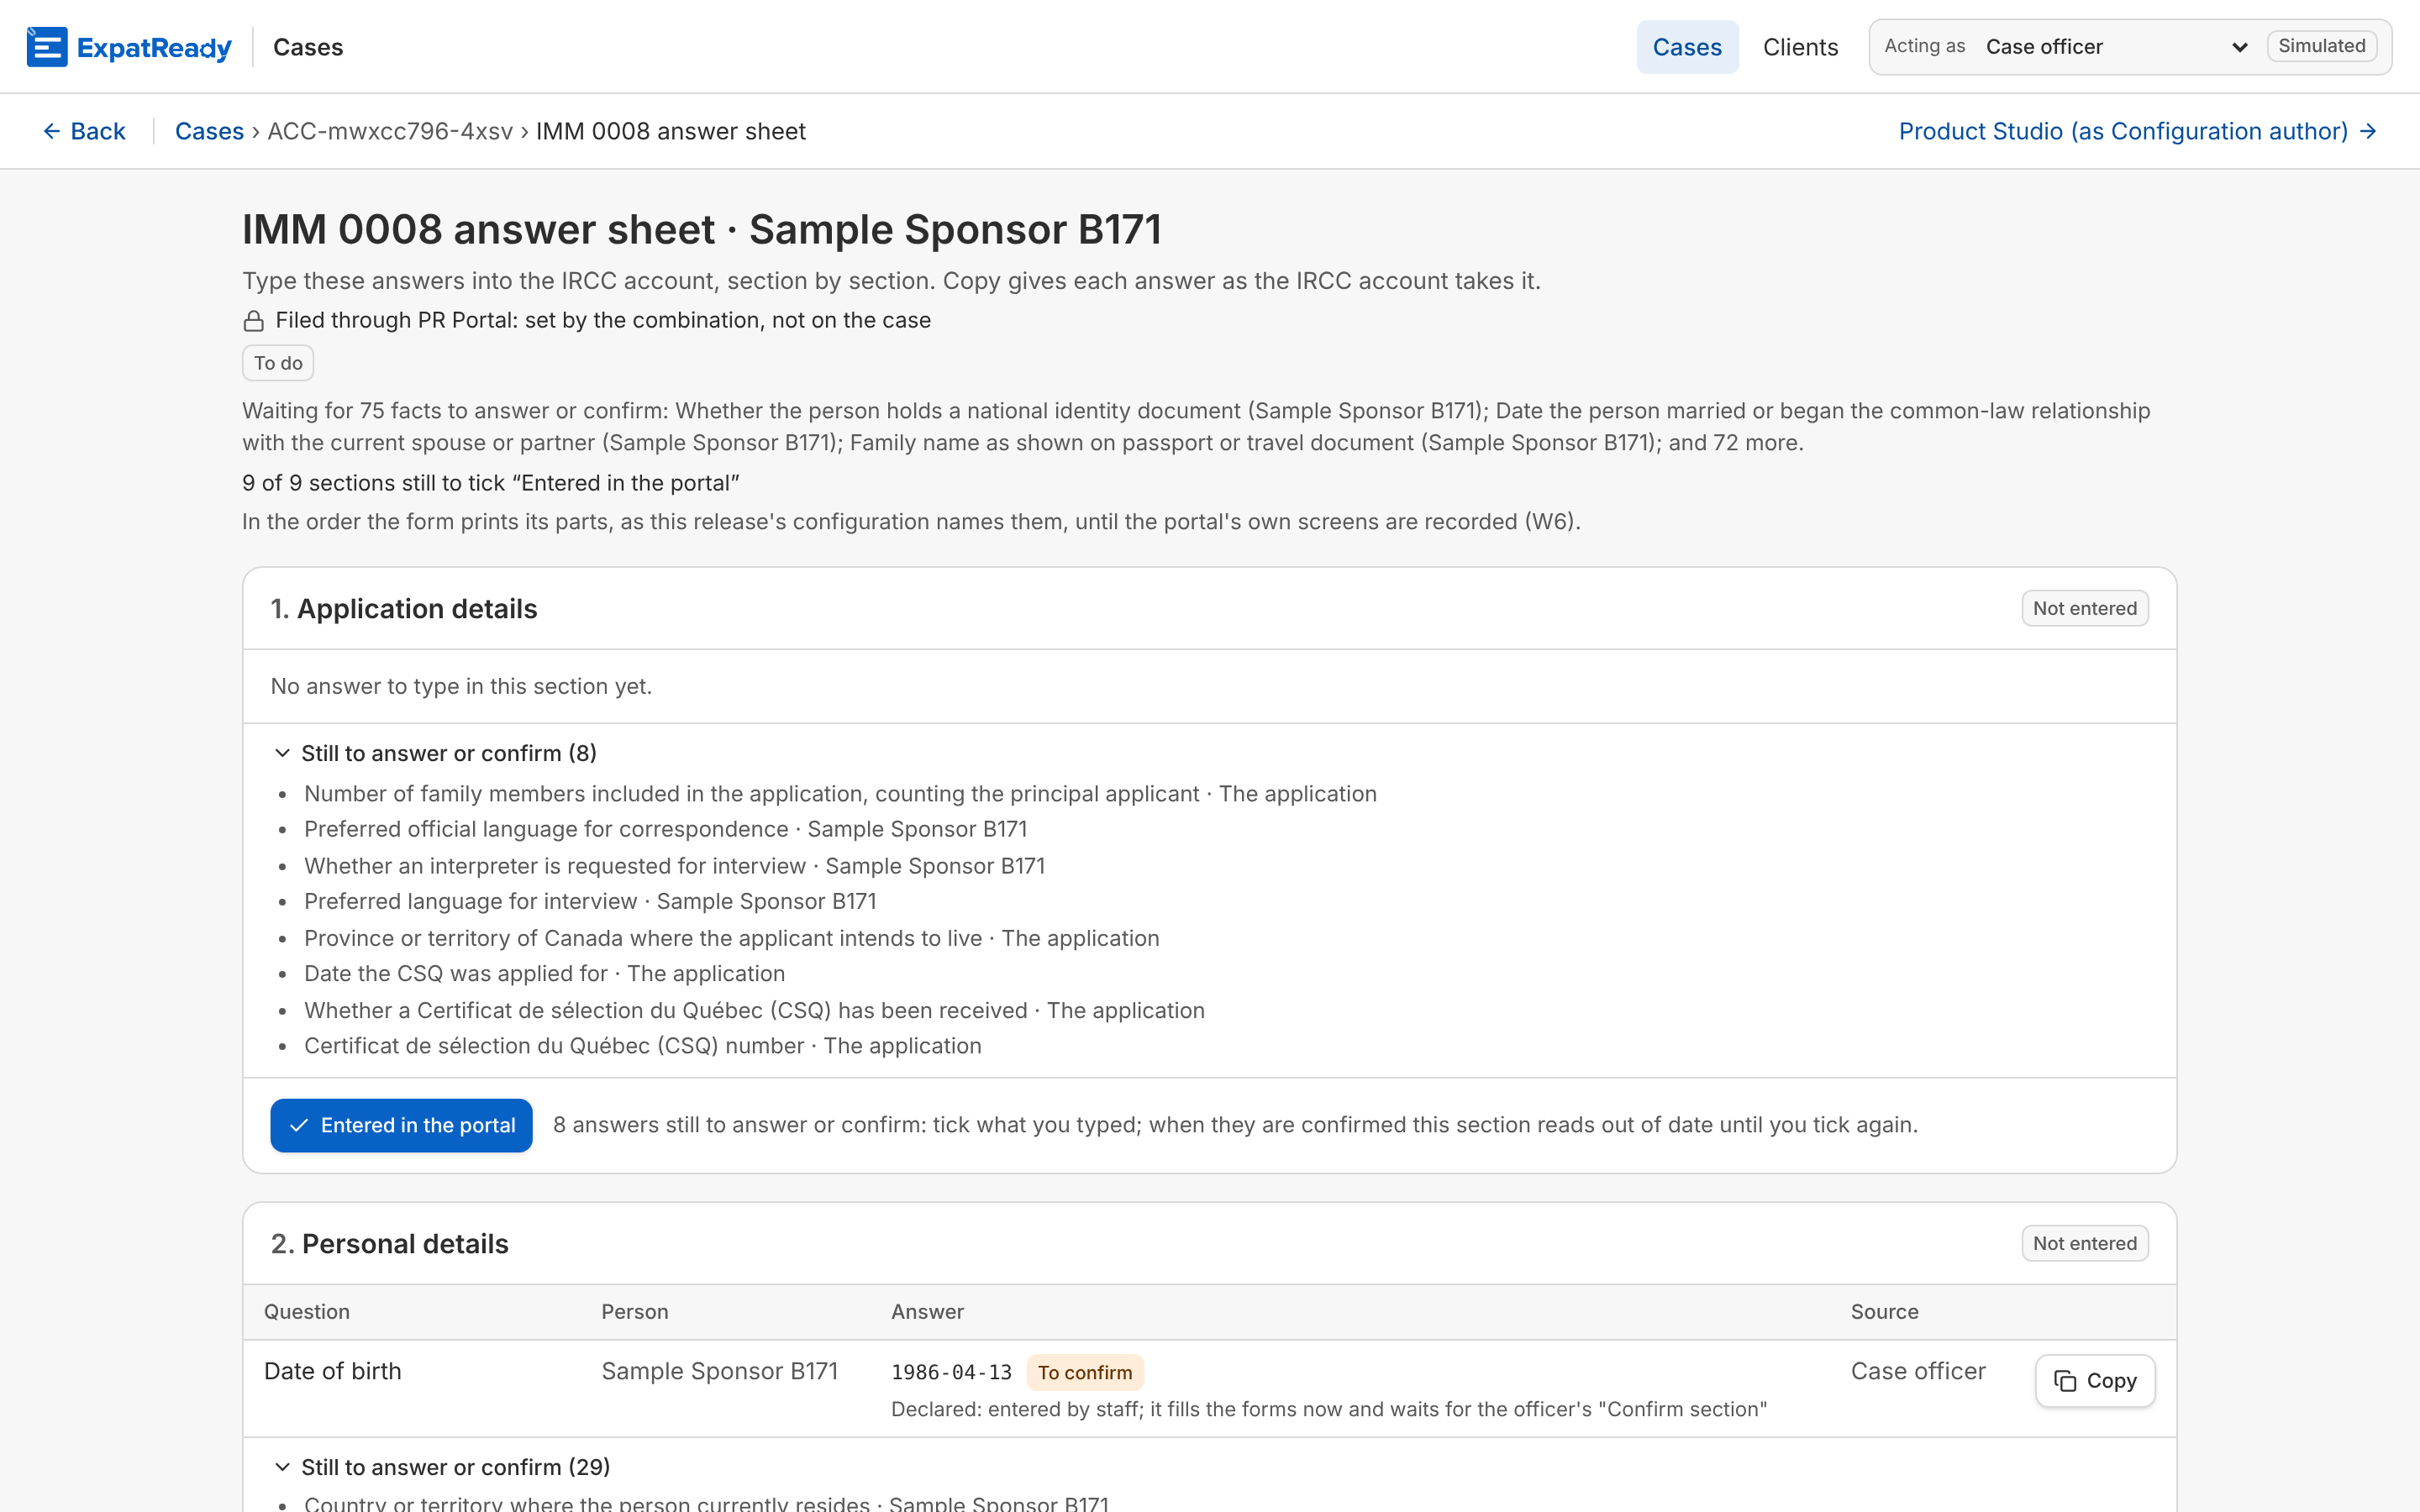 ExpatReady
Cases
Cases
Clients
Acting as
Case officer
Simulated
Back
Cases › ACC-mwxcc796-4xsv › IMM 0008 answer sheet
Product Studio (as Configuration author) →
IMM 0008 answer sheet · Sample Sponsor B171
Type these answers into the IRCC account, section by section. Copy gives each answer as the IRCC account takes it.
Filed through PR Portal: set by the combination, not on the case
To do
Waiting for 75 facts to answer or confirm: Whether the person holds a national identity document (Sample Sponsor B171); Date the person married or began the common-law relationship
with the current spouse or partner (Sample Sponsor B171); Family name as shown on passport or travel document (Sample Sponsor B171); and 72 more.
9 of 9 sections still to tick “Entered in the portal”
In the order the form prints its parts, as this release's configuration names them, until the portal's own screens are recorded (W6).
1. Application details
Not entered
No answer to type in this section yet.
Still to answer or confirm (8)
• Number of family members included in the application, counting the principal applicant · The application
• Preferred official language for correspondence · Sample Sponsor B171
• Whether an interpreter is requested for interview · Sample Sponsor B171
• Preferred language for interview · Sample Sponsor B171
• Province or territory of Canada where the applicant intends to live · The application
• Date the CSQ was applied for · The application
• Whether a Certificat de sélection du Québec (CSQ) has been received · The application
• Certificat de sélection du Québec (CSQ) number · The application
Entered in the portal
8 answers still to answer or confirm: tick what you typed; when they are confirmed this section reads out of date until you tick again.
2. Personal details
Not entered
Question
Person
Answer
Source
Date of birth
Sample Sponsor B171
1986-04-13
To confirm
Case officer
Copy
Declared: entered by staff; it fills the forms now and waits for the officer's "Confirm section"
Still to answer or confirm (29)
• Country or territory where the person currently resides · Sample Sponsor B171